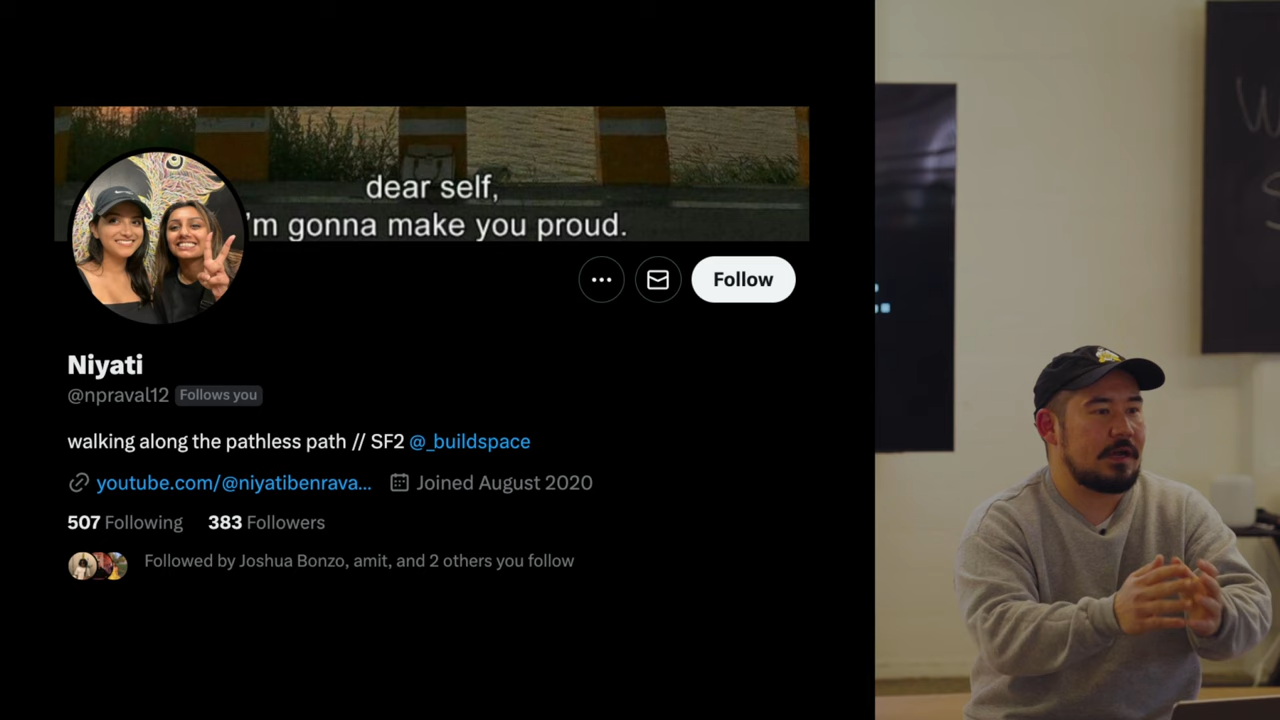 dear self,
'm gonna make you proud.
Follow
Niyati
@npraval12 Follows you
walking along the pathless path // SF2 @_buildspace
youtube.com/@niyatibenrava... Joined August 2020
507 Following 383 Followers
Followed by Joshua Bonzo, amit, and 2 others you follow